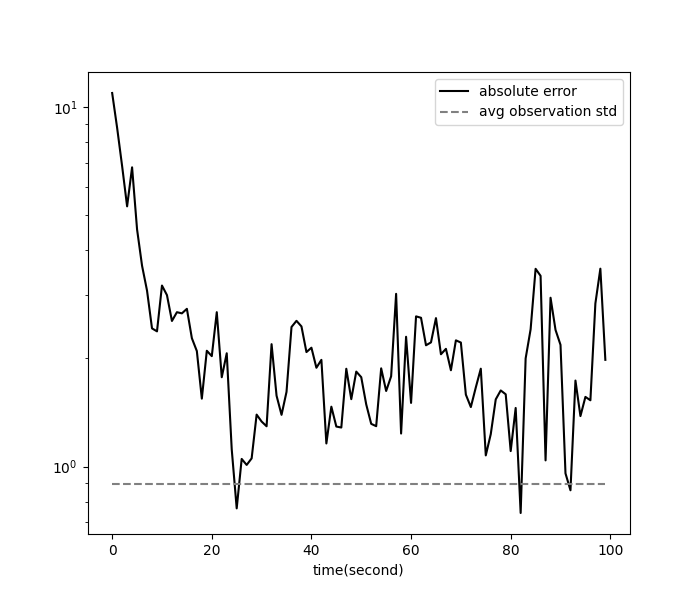 absolute error
avg observation std
10¹
10⁰
0 20 40 60 80 100
time(second)